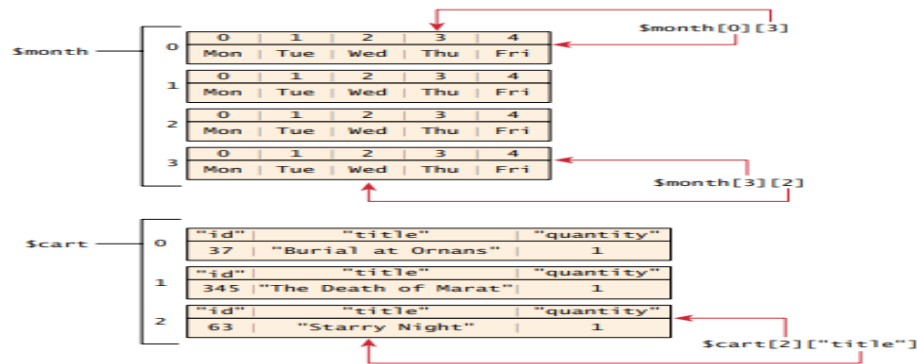 $month[0][3]
$month
0
0 | 1 | 2 | 3 | 4
Mon | Tue | Wed | Thu | Fri
1
0 | 1 | 2 | 3 | 4
Mon | Tue | Wed | Thu | Fri
2
0 | 1 | 2 | 3 | 4
Mon | Tue | Wed | Thu | Fri
3
0 | 1 | 2 | 3 | 4
Mon | Tue | Wed | Thu | Fri
$month[3][2]
$cart
0
"id" | "title" | "quantity"
37 | "Burial at Ornans" | 1
1
"id" | "title" | "quantity"
345 | "The Death of Marat" | 1
2
"id" | "title" | "quantity"
63 | "Starry Night" | 1
$cart[2]["title"]